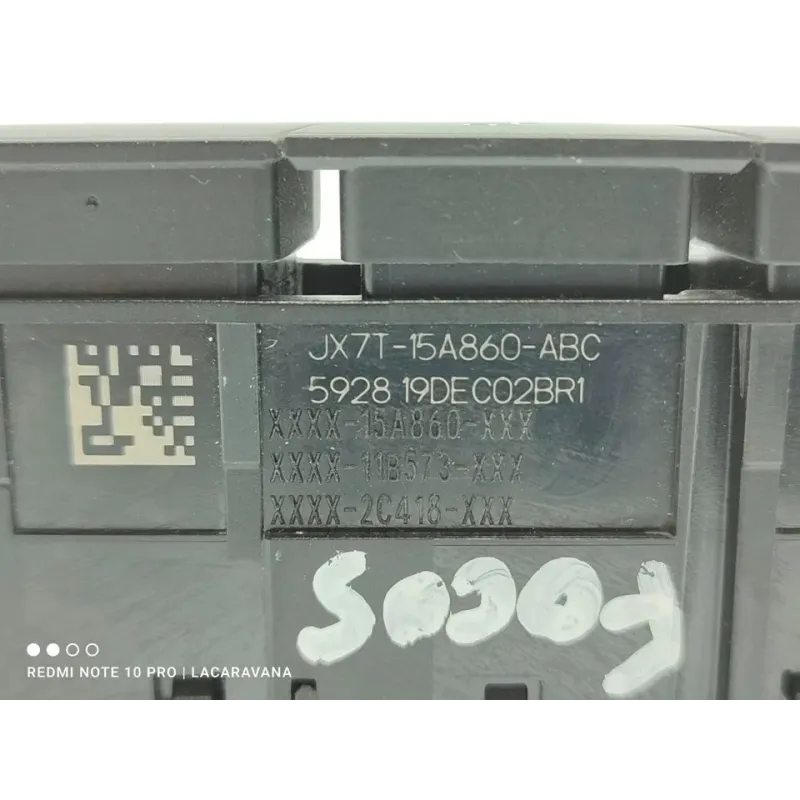 JX7T-15A860-ABC
5928 19DEC02BR1
XXXX-15A860-XXX
XXXX-11B573-XXX
XXXX-2C418-XXX
REDMI NOTE 10 PRO | LACARAVANA